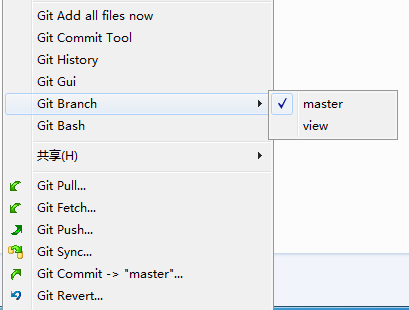 Git Add all files now
Git Commit Tool
Git History
Git Gui
Git Branch
master
view
Git Bash
共享(H)
Git Pull...
Git Fetch...
Git Push...
Git Sync...
Git Commit -> "master"...
Git Revert...